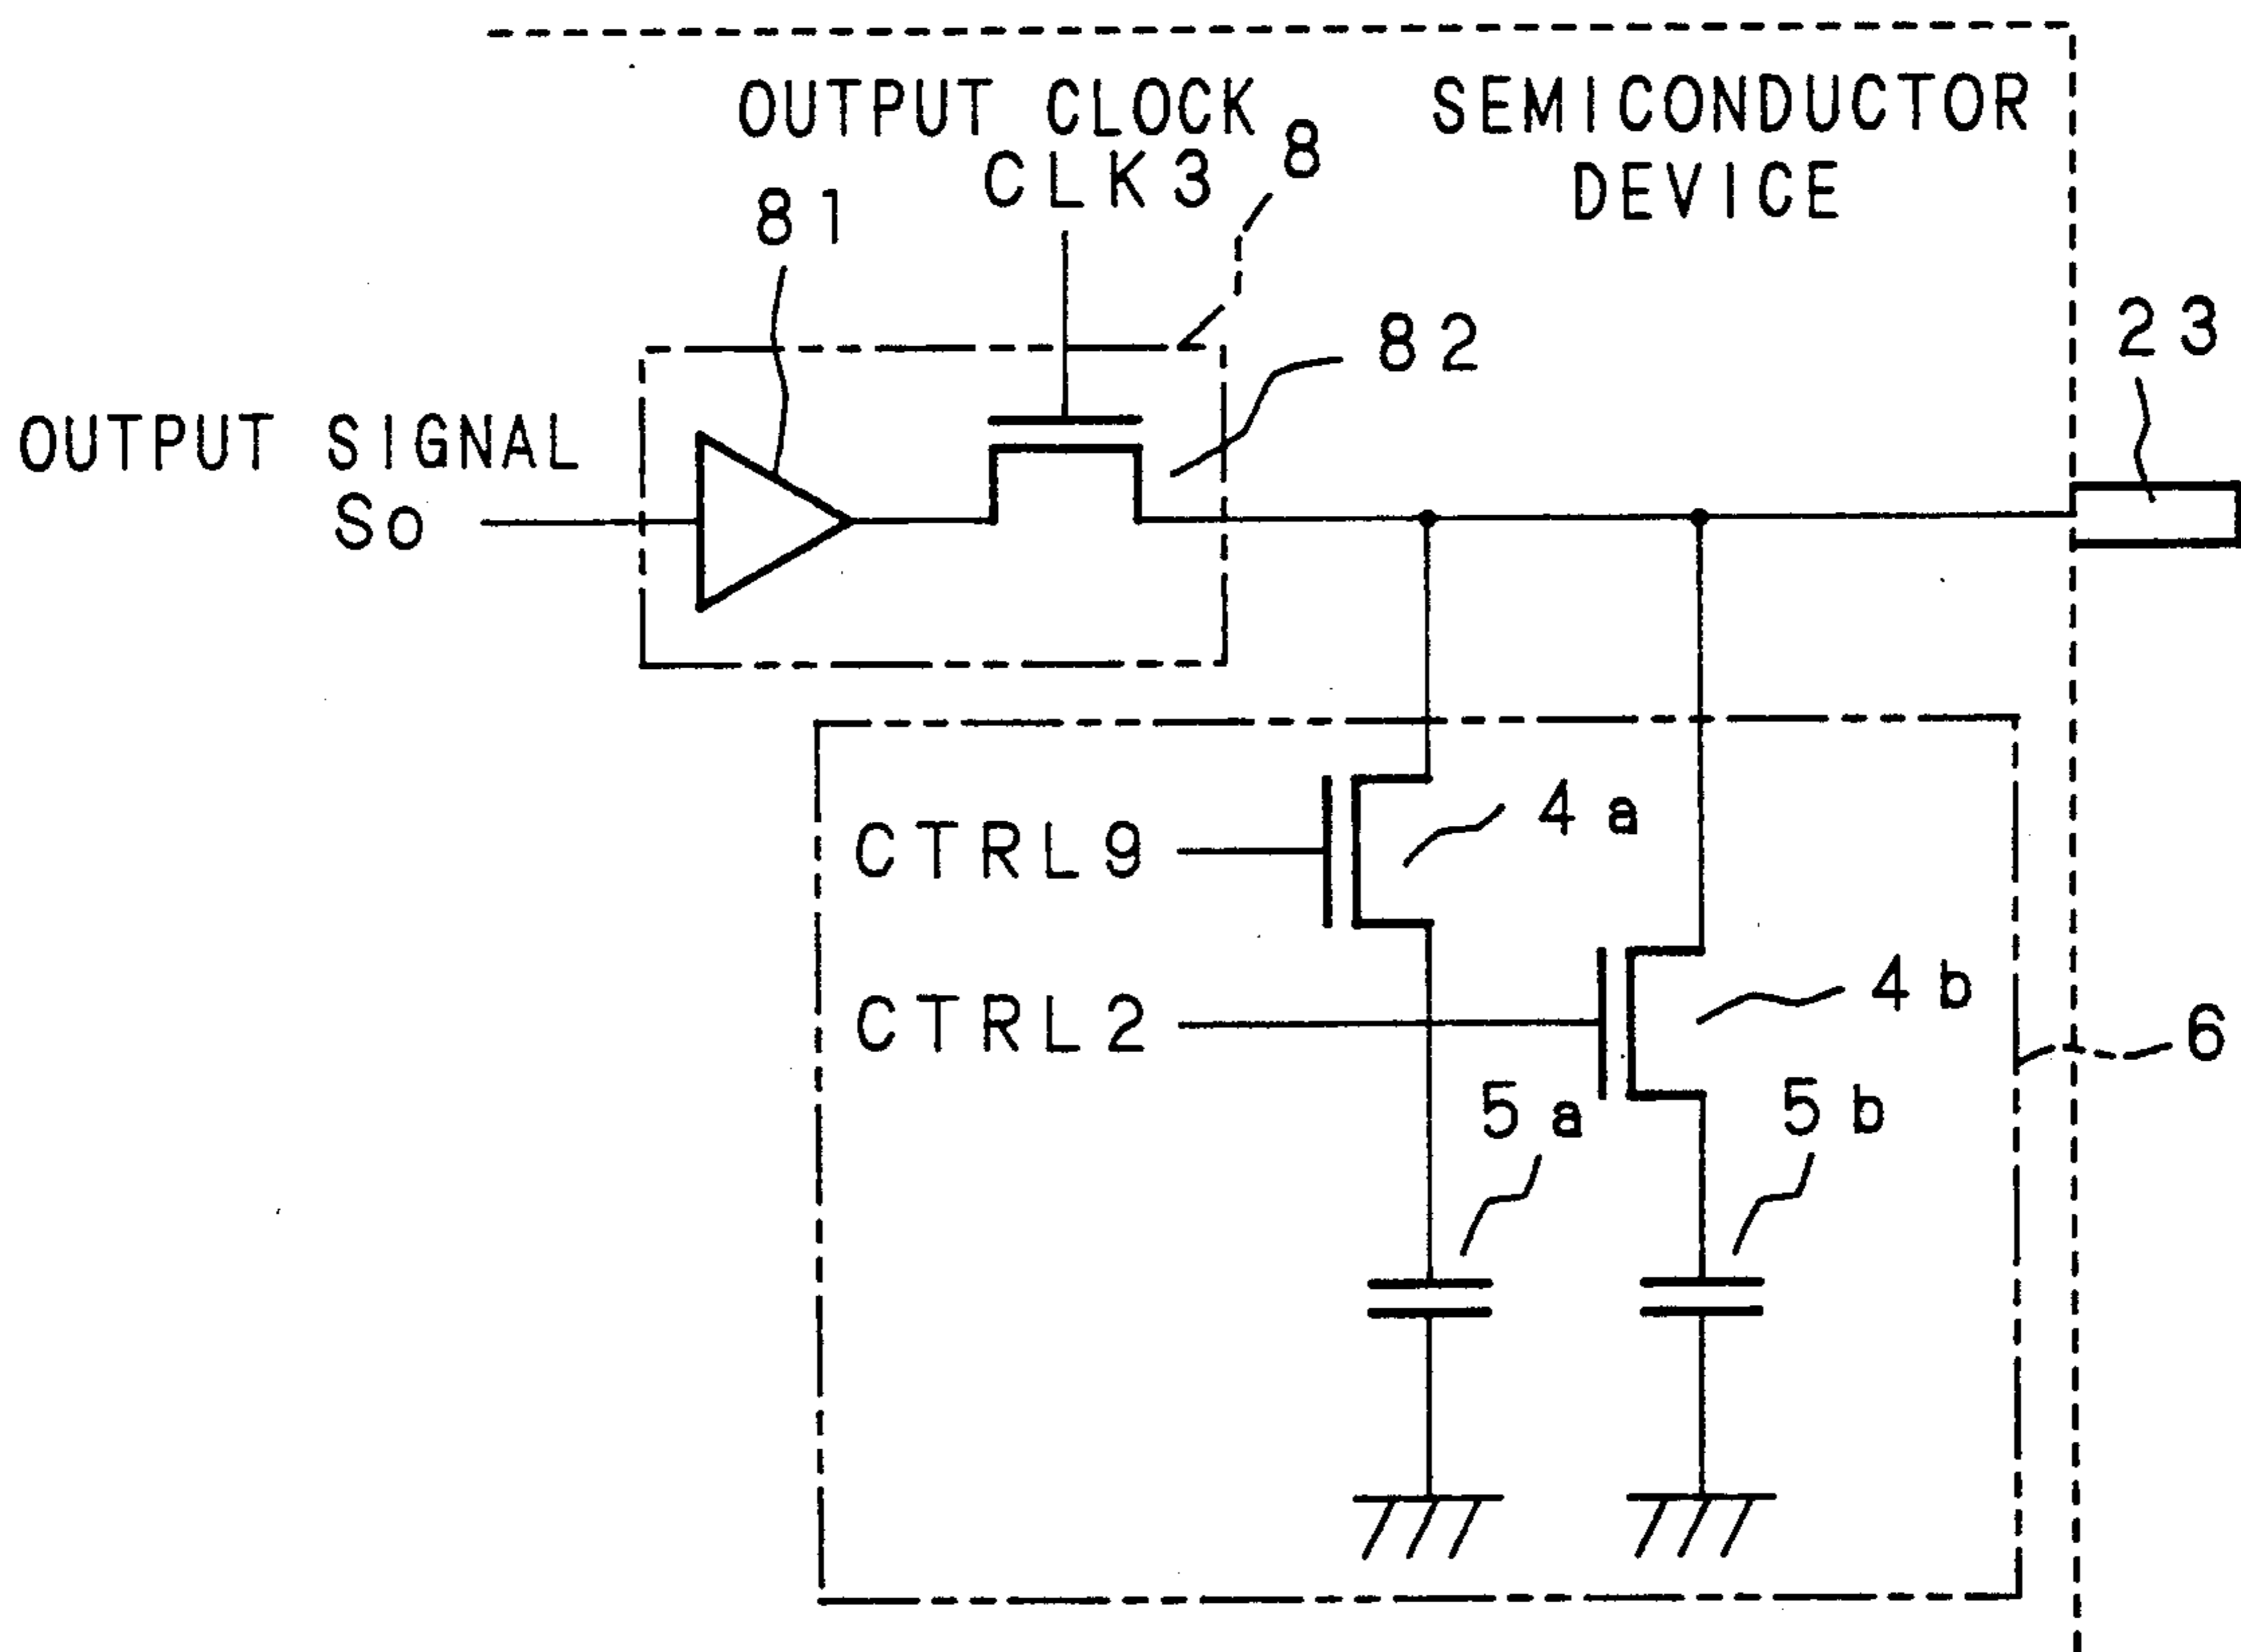 OUTPUT CLOCK
CLK3
8
SEMICONDUCTOR
DEVICE
81
82
23
OUTPUT SIGNAL
So
CTRL9
4a
CTRL2
4b
6
5a
5b